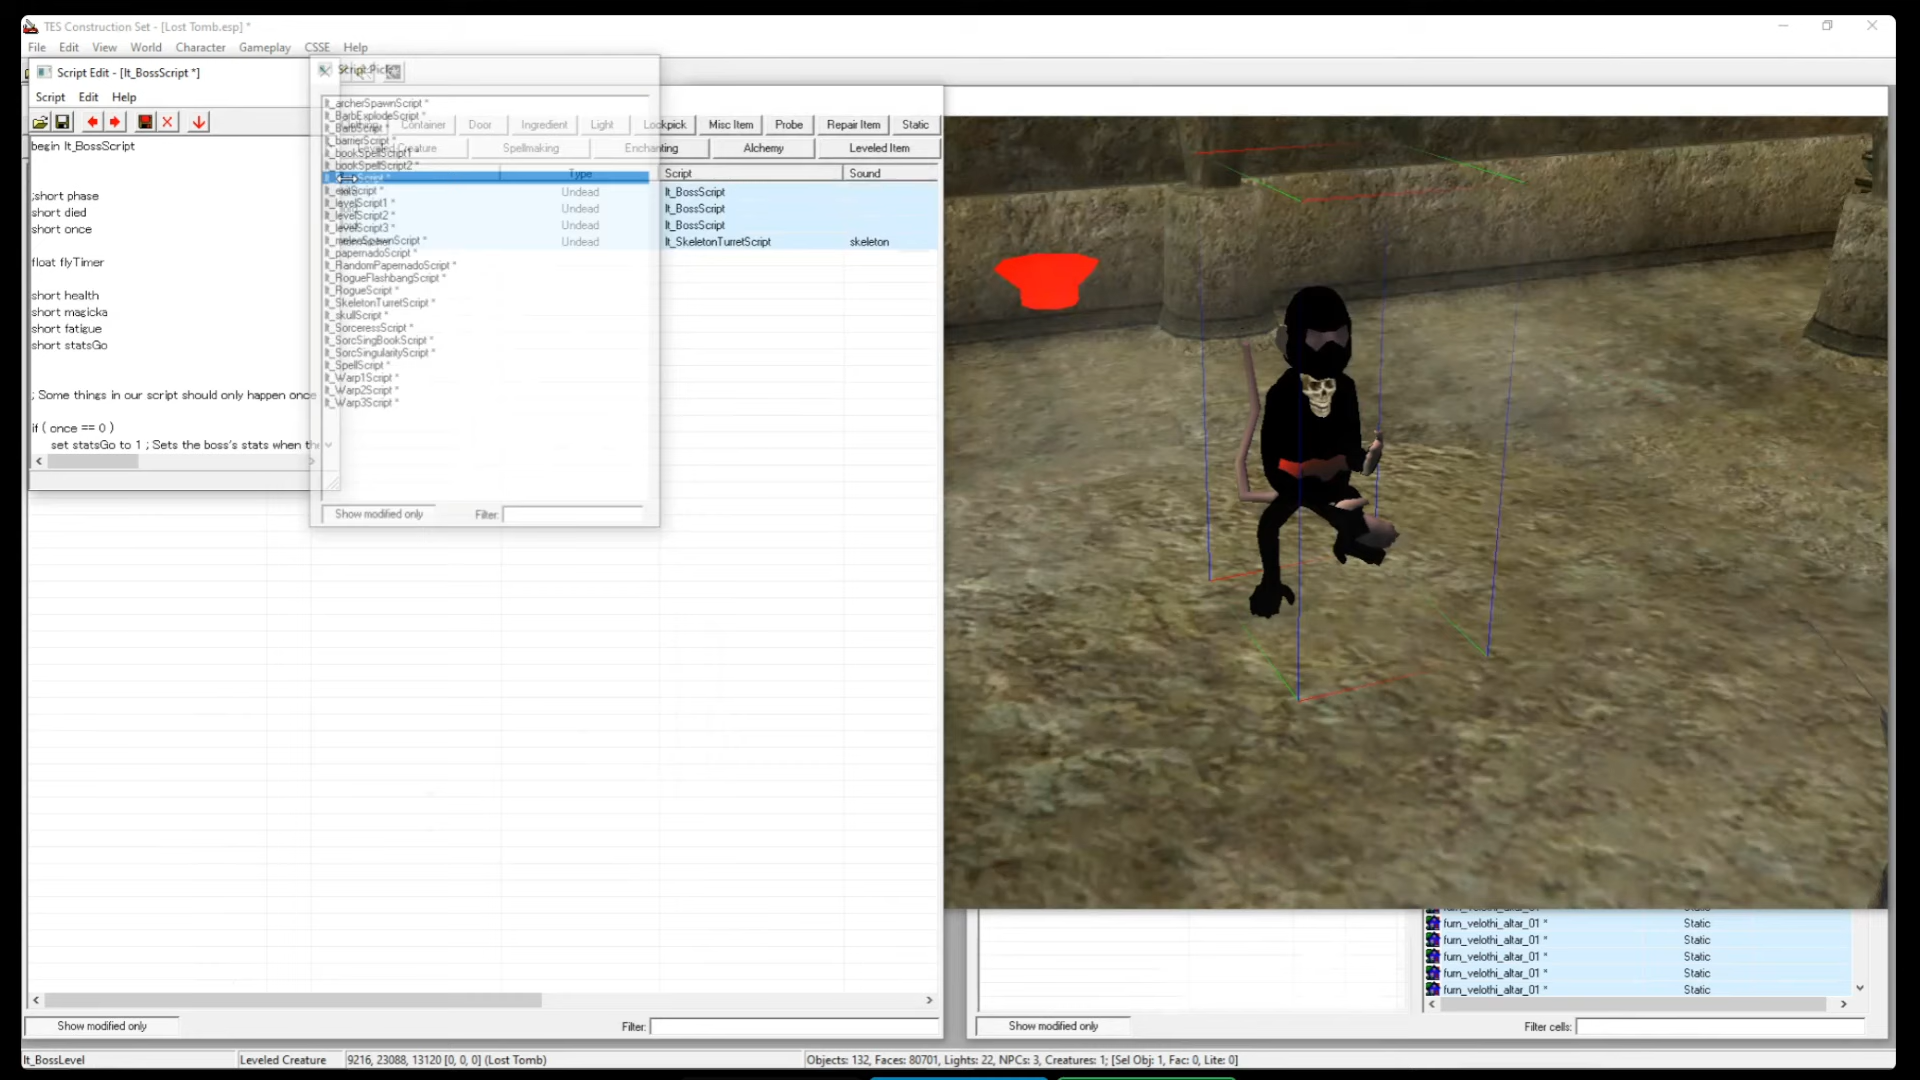 TES Construction Set - [Lost Tomb.esp] *
File Edit View World Character Gameplay CSSE Help
Script Edit - [lt_BossScript *]
Script Edit Help
begin lt_BossScript
;short phase
short died
short once
float flyTimer
short health
short magicka
short fatigue
short statsGo
; Some things in our script should only happen once
if ( once == 0 )
set statsGo to 1 ; Sets the boss's stats when th
lt_archerSpawnScript *
lt_BarbExplodeScript *
lt_BarbScript *
lt_barrierScript *
lt_bookSpellScript1 *
lt_bookSpellScript2 *
lt_exitScript *
lt_levelScript1 *
lt_levelScript2 *
lt_levelScript3 *
lt_meleeSpawnScript *
lt_papernadoScript *
lt_RandomPapernadoScript *
lt_RogueFlashbangScript *
lt_RogueScript *
lt_SkeletonTurretScript *
lt_skullScript *
lt_SorceressScript *
lt_SorcSingBookScript *
lt_SorcSingularityScript *
lt_SpellScript *
lt_Warp1Script *
lt_Warp2Script *
lt_Warp3Script *
Show modified only Filter:
Container Door Ingredient Light Lockpick Misc Item Probe Repair Item Static
Creature Spellmaking Enchanting Alchemy Leveled Item
Type Script Sound
Undead lt_BossScript
Undead lt_BossScript
Undead lt_BossScript
Undead lt_SkeletonTurretScript skeleton
Show modified only Filter:
furn_velothi_altar_01 *
furn_velothi_altar_01 * Static
furn_velothi_altar_01 * Static
furn_velothi_altar_01 * Static
furn_velothi_altar_01 * Static
furn_velothi_altar_01 * Static
Show modified only Filter cells:
lt_BossLevel Leveled Creature 9216, 23088, 13120 [0, 0, 0] (Lost Tomb) Objects: 132, Faces: 80701, Lights: 22, NPCs: 3, Creatures: 1; [Sel Obj: 1, Fac: 0, Lite: 0]